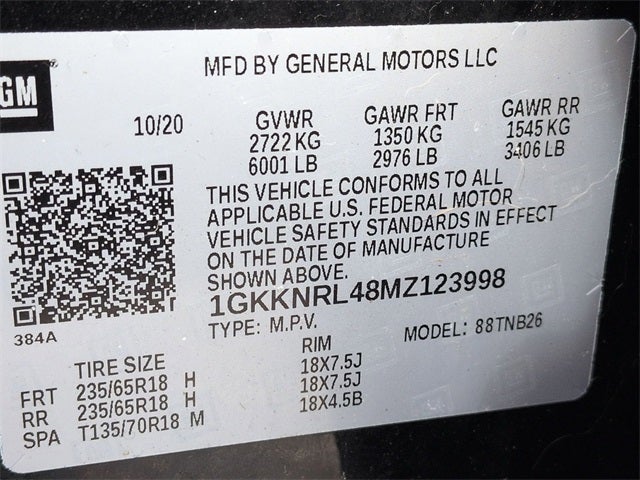 GM
MFD BY GENERAL MOTORS LLC
10/20
GVWR GAWR FRT GAWR RR
2722 KG 1350 KG 1545 KG
6001 LB 2976 LB 3406 LB
THIS VEHICLE CONFORMS TO ALL
APPLICABLE U.S. FEDERAL MOTOR
VEHICLE SAFETY STANDARDS IN EFFECT
ON THE DATE OF MANUFACTURE
SHOWN ABOVE.
1GKKNRL48MZ123998
384A
TYPE: M.P.V. MODEL: 88TNB26
TIRE SIZE RIM
FRT 235/65R18 H 18X7.5J
RR 235/65R18 H 18X7.5J
SPA T135/70R18 M 18X4.5B